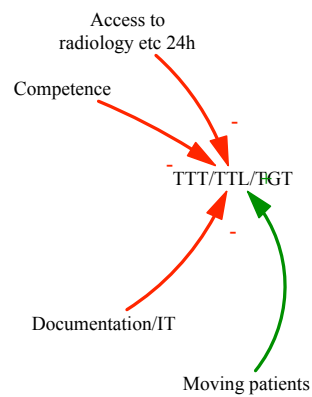 Access to
radiology etc 24h
Competence
-
-
TTT/TTL/TGT
+
-
Documentation/IT
Moving patients